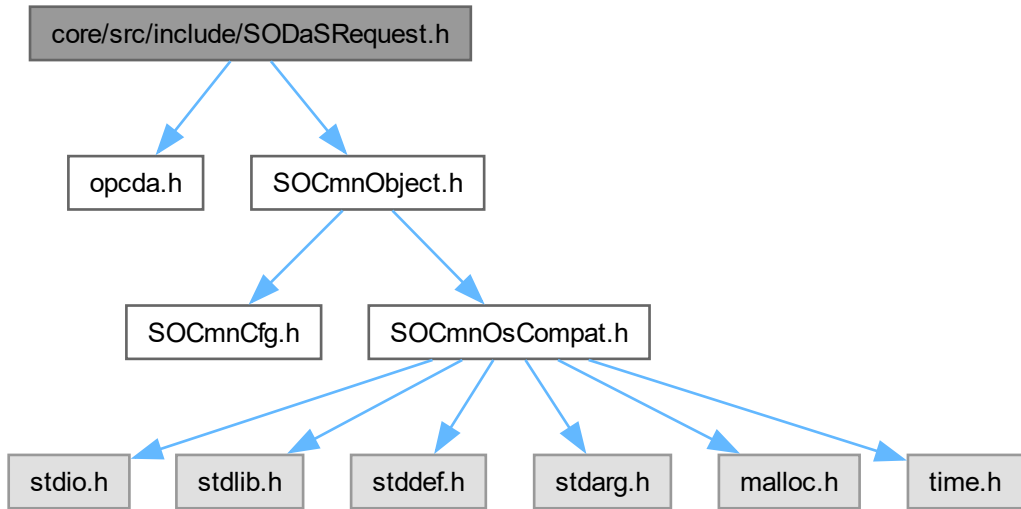 core/src/include/SODaSRequest.h
opcda.h
SOCmnObject.h
SOCmnCfg.h
SOCmnOsCompat.h
stdio.h
stdlib.h
stddef.h
stdarg.h
malloc.h
time.h